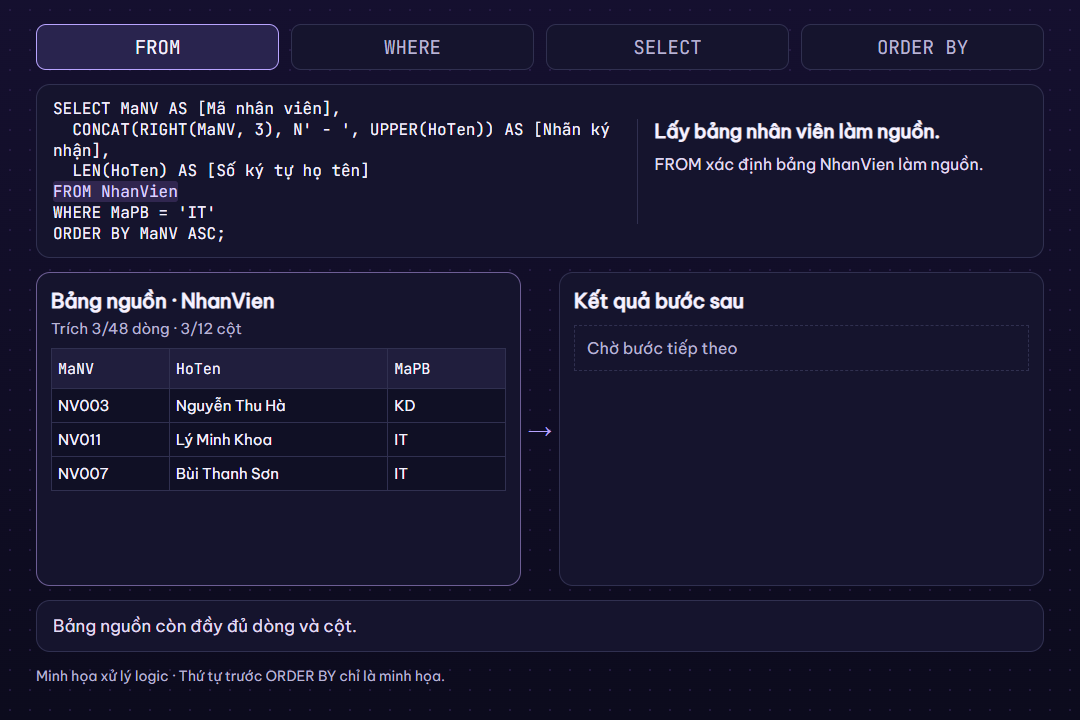 FROM
WHERE
SELECT
ORDER BY
SELECT MaNV AS [Mã nhân viên],
CONCAT(RIGHT(MaNV, 3), N' - ', UPPER(HoTen)) AS [Nhãn ký
nhận],
LEN(HoTen) AS [Số ký tự họ tên]
FROM NhanVien
WHERE MaPB = 'IT'
ORDER BY MaNV ASC;
Lấy bảng nhân viên làm nguồn.
FROM xác định bảng NhanVien làm nguồn.
Bảng nguồn · NhanVien
Trích 3/48 dòng · 3/12 cột
MaNV HoTen MaPB
NV003 Nguyễn Thu Hà KD
NV011 Lý Minh Khoa IT
NV007 Bùi Thanh Sơn IT
→
Kết quả bước sau
Chờ bước tiếp theo
Bảng nguồn còn đầy đủ dòng và cột.
Minh họa xử lý logic · Thứ tự trước ORDER BY chỉ là minh họa.